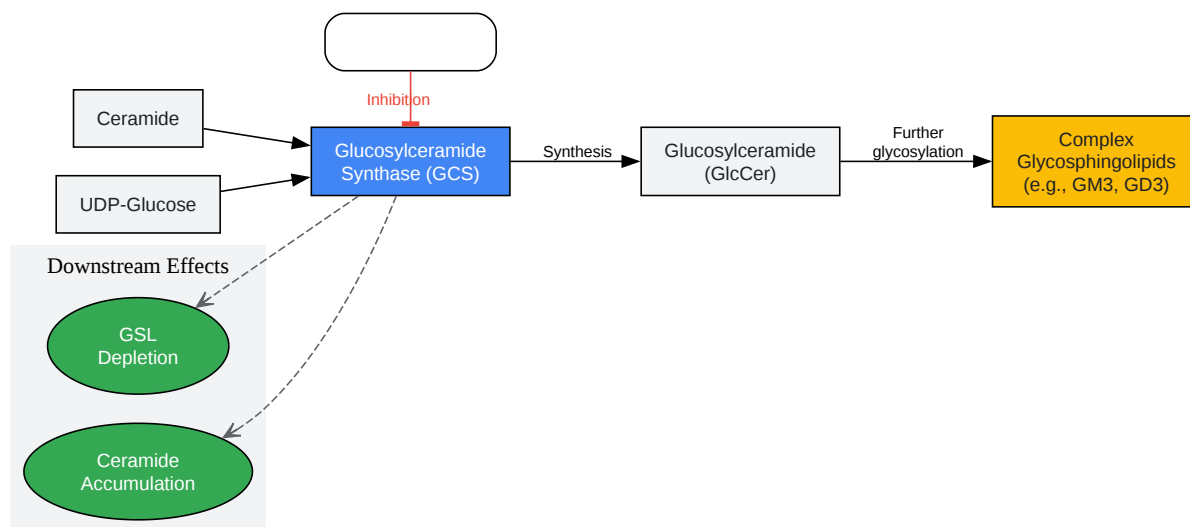 Inhibition
Ceramide
UDP-Glucose
Glucosylceramide
Synthase (GCS)
Synthesis
Glucosylceramide
(GlcCer)
Further
glycosylation
Complex
Glycosphingolipids
(e.g., GM3, GD3)
Downstream Effects
GSL
Depletion
Ceramide
Accumulation